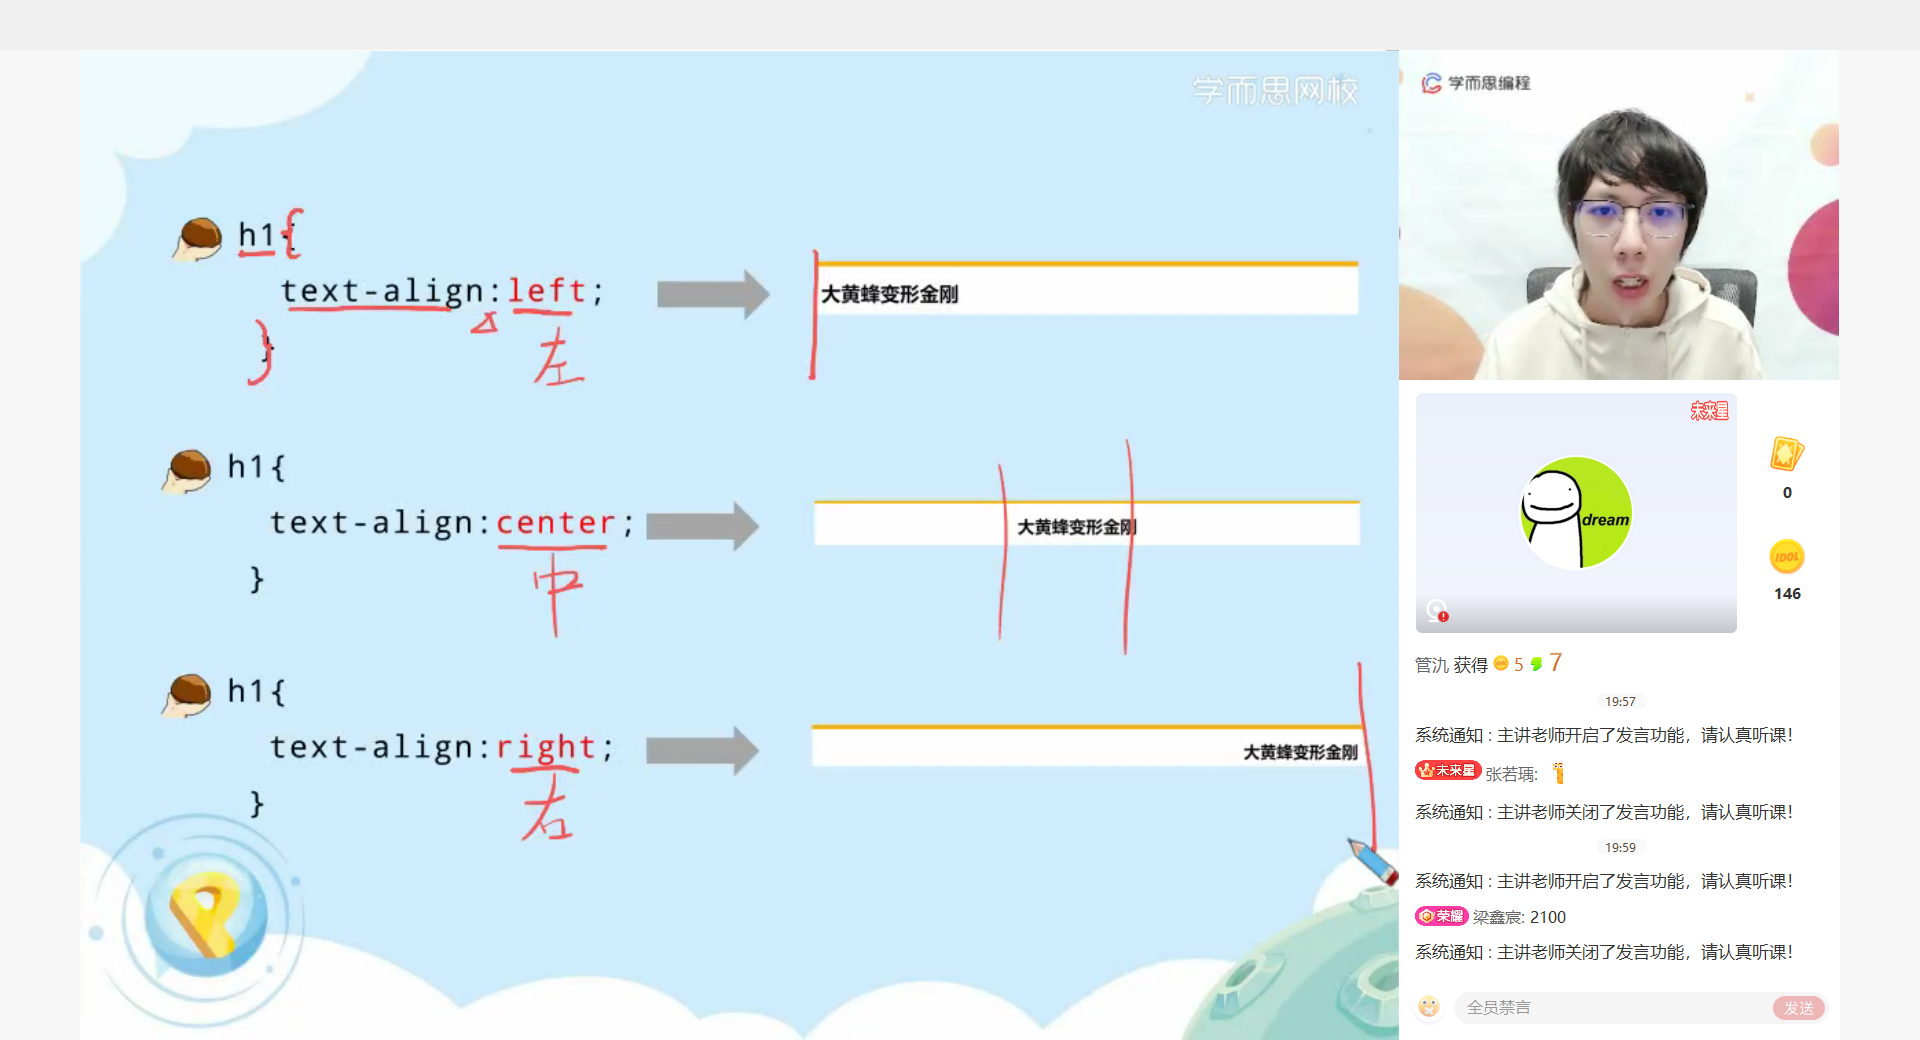 学而思网校
h1{
text-align:left;
}
左
大黄蜂变形金刚
h1{
text-align:center;
}
中
大黄蜂变形金刚
h1{
text-align:right;
}
右
大黄蜂变形金刚
学而思编程
未来星
dream
0
IDOL
146
管氿 获得 5 7
19:57
系统通知 : 主讲老师开启了发言功能，请认真听课！
未来星 张若瑀:
系统通知 : 主讲老师关闭了发言功能，请认真听课！
19:59
系统通知 : 主讲老师开启了发言功能，请认真听课！
荣耀 梁鑫宸: 2100
系统通知 : 主讲老师关闭了发言功能，请认真听课！
全员禁言
发送